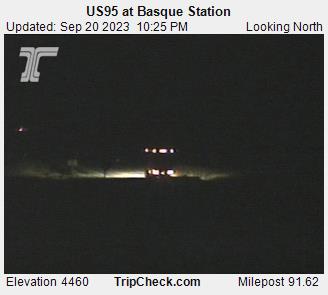 US95 at Basque Station
Updated: Sep 20 2023 10:25 PM Looking North
Elevation 4460 TripCheck.com Milepost 91.62